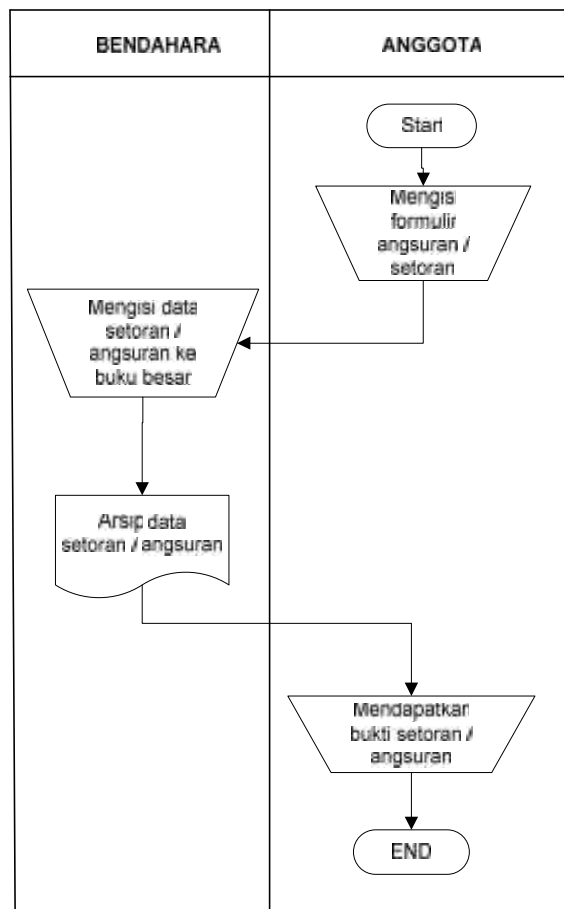 BENDAHARA
ANGGOTA
Start
Mengisi
formulir
angsuran /
setoran
Mengisi data
setoran /
angsuran ke
buku besar
Arsip data
setoran / angsuran
Mendapatkan
bukti setoran /
angsuran
END